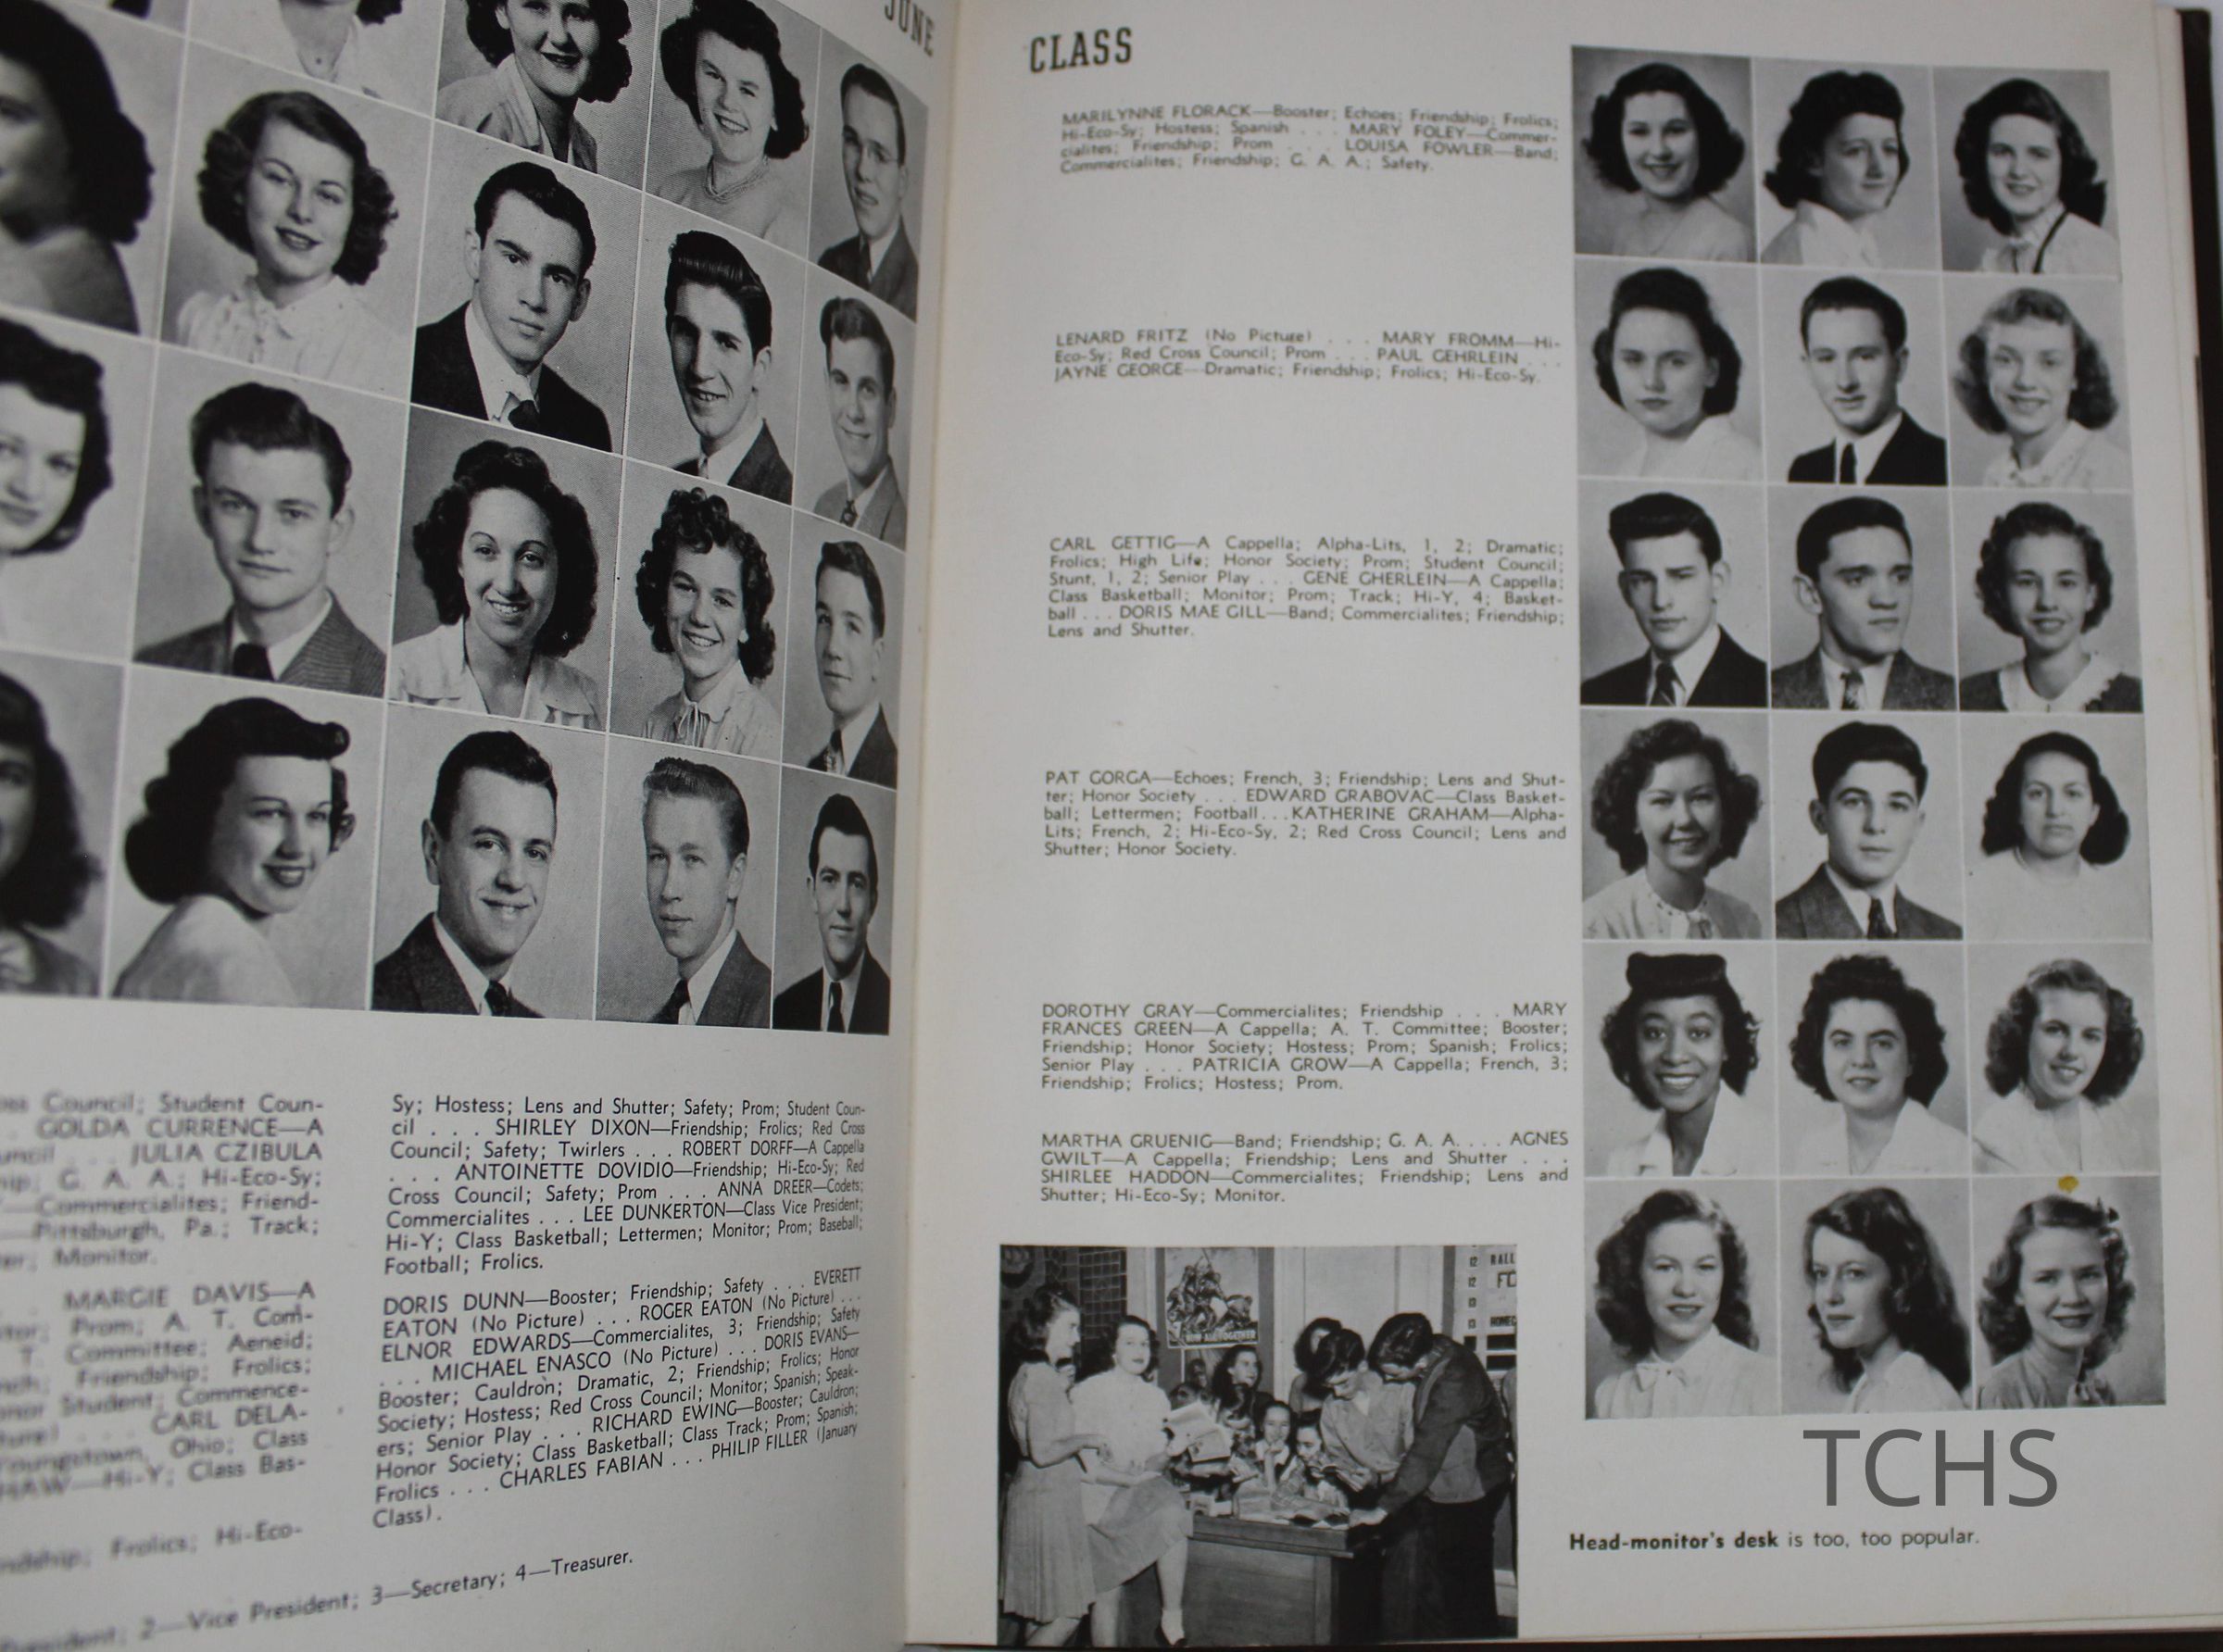 JUNE
Council; Student Coun-
GOLDA CURRENCE—A
JULIA CZIBULA
G. A. A.; Hi-Eco-Sy;
Commercialites; Friend-
Pittsburgh, Pa.; Track;
Monitor.
MARGIE DAVIS—A
Prom; A. T. Com-
T. Committee; Aeneid;
Friendship; Frolics;
Honor Student; Commence-
CARL DELA-
Youngstown, Ohio; Class
Hi-Y; Class Bas-
Frolics; Hi-Eco-
Sy; Hostess; Lens and Shutter; Safety; Prom; Student Coun-
cil . . . SHIRLEY DIXON—Friendship; Frolics; Red Cross
Council; Safety; Twirlers . . . ROBERT DORFF—A Cappella
. . . ANTOINETTE DOVIDIO—Friendship; Hi-Eco-Sy; Red
Cross Council; Safety; Prom . . . ANNA DREER—Codets;
Commercialites . . . LEE DUNKERTON—Class Vice President;
Hi-Y; Class Basketball; Lettermen; Monitor; Prom; Baseball;
Football; Frolics.
DORIS DUNN—Booster; Friendship; Safety . . . EVERETT
EATON (No Picture) . . . ROGER EATON (No Picture) . . .
ELNOR EDWARDS—Commercialites, 3; Friendship; Safety
. . . MICHAEL ENASCO (No Picture) . . . DORIS EVANS—
Booster; Cauldron; Dramatic, 2; Friendship; Frolics; Honor
Society; Hostess; Red Cross Council; Monitor; Spanish; Speak-
ers; Senior Play . . . RICHARD EWING—Booster; Cauldron;
Honor Society; Class Basketball; Class Track; Prom; Spanish;
Frolics . . . CHARLES FABIAN . . . PHILIP FILLER (January
Class).
President; 2—Vice President; 3—Secretary; 4—Treasurer.
CLASS
MARILYNNE FLORACK—Booster; Echoes; Friendship; Frolics;
Hi-Eco-Sy; Hostess; Spanish . . . MARY FOLEY—Commer-
cialites; Friendship; Prom . . . LOUISA FOWLER—Band;
Commercialites; Friendship; G. A. A.; Safety.
LENARD FRITZ (No Picture) . . . MARY FROMM—Hi-
Eco-Sy; Red Cross Council; Prom . . . PAUL GEHRLEIN . . .
JAYNE GEORGE—Dramatic; Friendship; Frolics; Hi-Eco-Sy.
CARL GETTIG—A Cappella; Alpha-Lits, 1, 2; Dramatic;
Frolics; High Life; Honor Society; Prom; Student Council;
Stunt, 1, 2; Senior Play . . . GENE GHERLEIN—A Cappella;
Class Basketball; Monitor; Prom; Track; Hi-Y, 4; Basket-
ball . . . DORIS MAE GILL—Band; Commercialites; Friendship;
Lens and Shutter.
PAT GORGA—Echoes; French, 3; Friendship; Lens and Shut-
ter; Honor Society . . . EDWARD GRABOVAC—Class Basket-
ball; Lettermen; Football . . . KATHERINE GRAHAM—Alpha-
Lits; French, 2; Hi-Eco-Sy, 2; Red Cross Council; Lens and
Shutter; Honor Society.
DOROTHY GRAY—Commercialites; Friendship . . . MARY
FRANCES GREEN—A Cappella; A. T. Committee; Booster;
Friendship; Honor Society; Hostess; Prom; Spanish; Frolics;
Senior Play . . . PATRICIA GROW—A Cappella; French, 3;
Friendship; Frolics; Hostess; Prom.
MARTHA GRUENIG—Band; Friendship; G. A. A. . . . AGNES
GWILT—A Cappella; Friendship; Lens and Shutter . . .
SHIRLEE HADDON—Commercialites; Friendship; Lens and
Shutter; Hi-Eco-Sy; Monitor.
NOW ALL TOGETHER
12 BALL
12 FC
13
13 HOMEC
TCHS
Head-monitor's desk is too, too popular.